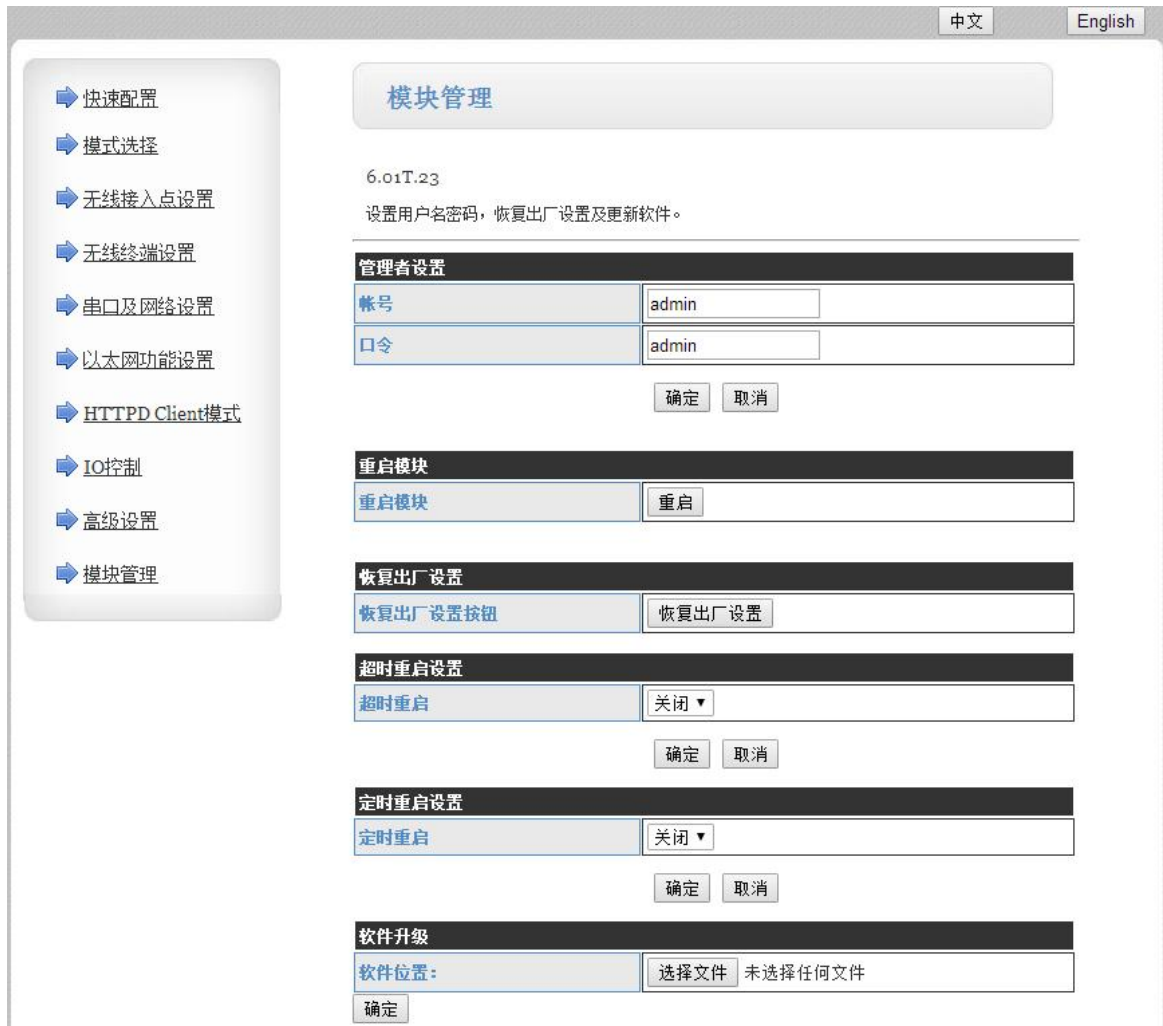 中文
English
快速配置
模式选择
无线接入点设置
无线终端设置
串口及网络设置
以太网功能设置
HTTPD Client模式
IO控制
高级设置
模块管理
模块管理
6.01T.23
设置用户名密码，恢复出厂设置及更新软件。
管理者设置
帐号 admin
口令 admin
确定 取消
重启模块
重启模块 重启
恢复出厂设置
恢复出厂设置按钮 恢复出厂设置
超时重启设置
超时重启 关闭
确定 取消
定时重启设置
定时重启 关闭
确定 取消
软件升级
软件位置： 选择文件 未选择任何文件
确定